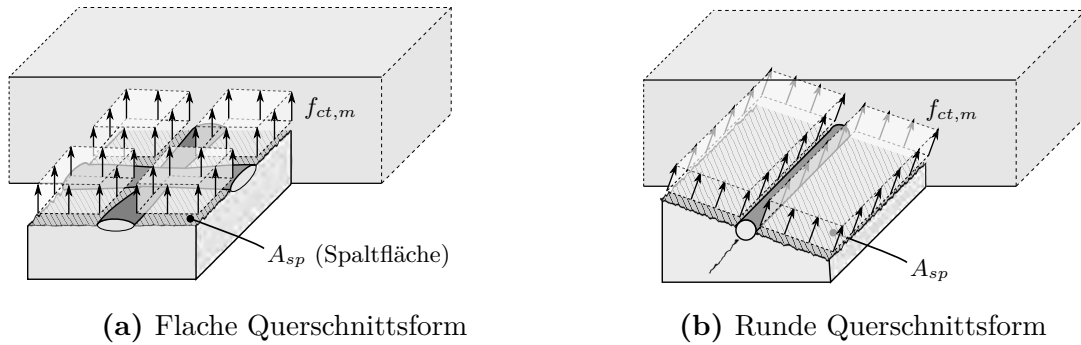 f_{ct,m}
A_{sp} (Spaltfläche)
(a) Flache Querschnittsform
f_{ct,m}
A_{sp}
(b) Runde Querschnittsform